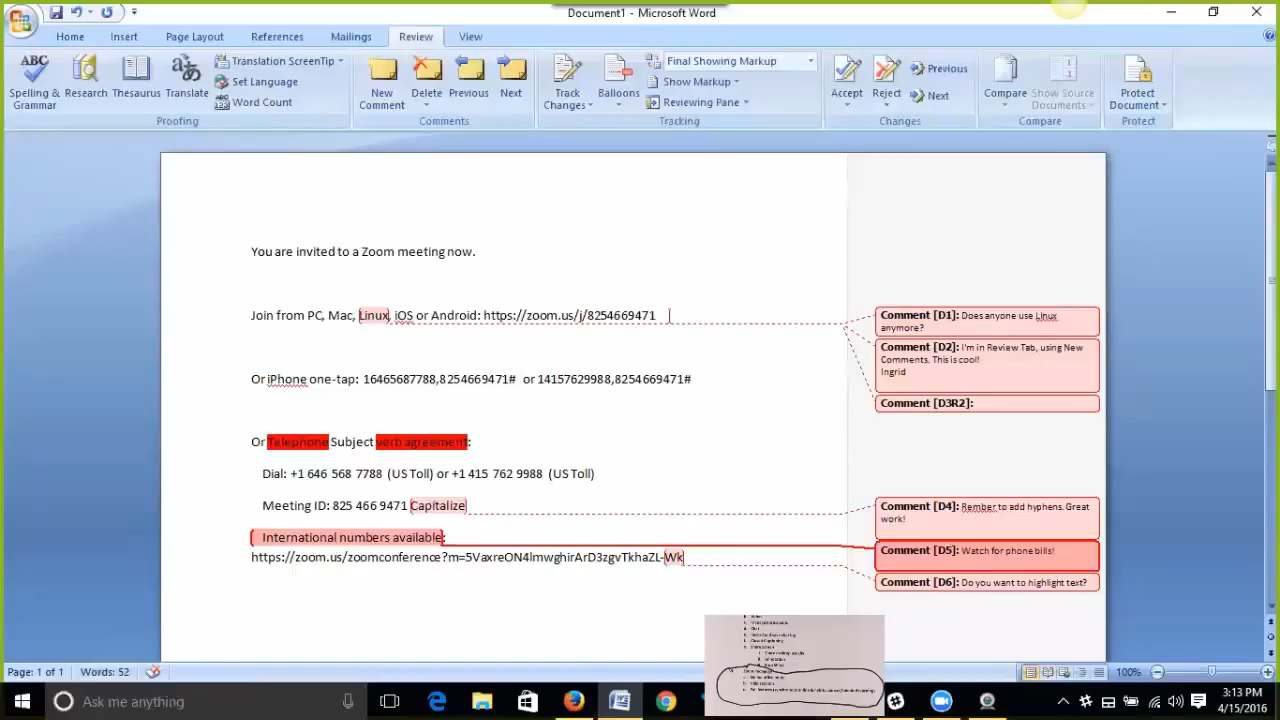 Document1 - Microsoft Word
Home Insert Page Layout References Mailings Review View
ABC Translation ScreenTip Final Showing Markup Previous
Set Language Show Markup
Spelling & Grammar Research Thesaurus Translate Word Count New Comment Delete Previous Next Track Changes Balloons Reviewing Pane Accept Reject Next Compare Show Source Documents Protect Document
Proofing Comments Tracking Changes Compare Protect
You are invited to a Zoom meeting now.
Join from PC, Mac, Linux, iOS or Android: https://zoom.us/j/8254669471
Comment [D1]: Does anyone use LInux
anymore?
Comment [D2]: I'm in Review Tab, using New
Comments. This is cool!
Ingrid
Or iPhone one-tap: 16465687788,8254669471# or 14157629988,8254669471#
Comment [D3R2]:
Or Telephone Subject verb agreement:
Dial: +1 646 568 7788 (US Toll) or +1 415 762 9988 (US Toll)
Meeting ID: 825 466 9471 Capitalize
Comment [D4]: Rember to add hyphens. Great
work!
International numbers available:
Comment [D5]: Watch for phone bills!
https://zoom.us/zoomconference?m=5VaxreON4lmwghirArD3zgvTkhaZL-Wk
Comment [D6]: Do you want to highlight text?
Page: 1 of 1 Words: 52 100%
Ask me anything
3:13 PM
4/15/2016